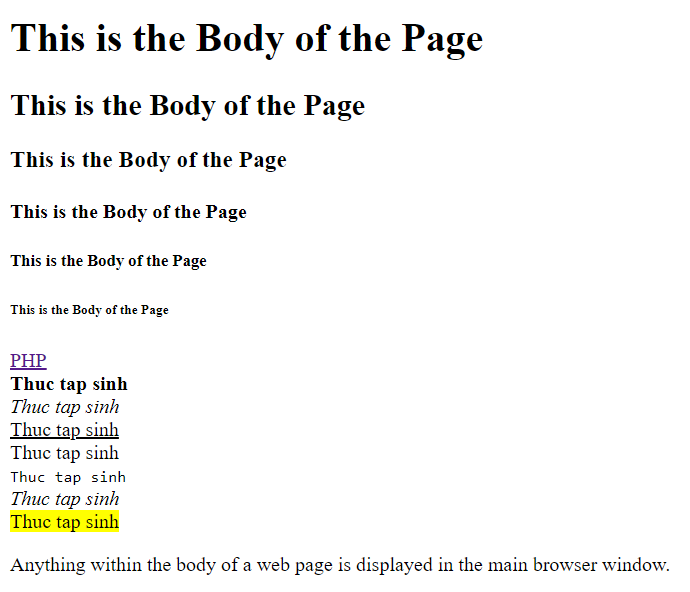 This is the Body of the Page
This is the Body of the Page
This is the Body of the Page
This is the Body of the Page
This is the Body of the Page
This is the Body of the Page
PHP
Thuc tap sinh
Thuc tap sinh
Thuc tap sinh
Thuc tap sinh
Thuc tap sinh
Thuc tap sinh
Thuc tap sinh
Anything within the body of a web page is displayed in the main browser window.